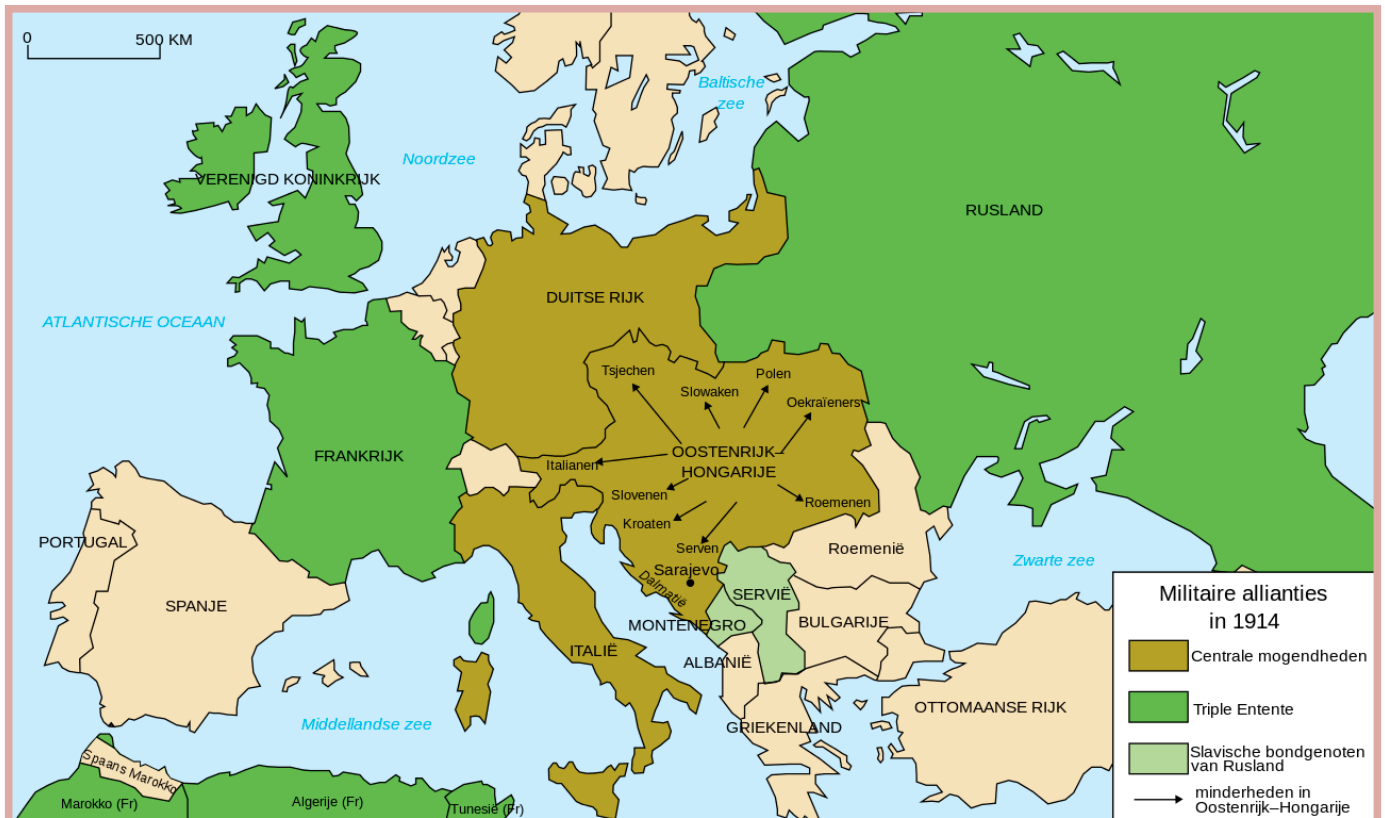 0
500 KM
Baltische
zee
Noordzee
VERENIGD KONINKRIJK
RUSLAND
DUITSE RIJK
ATLANTISCHE OCEAAN
Tsjechen
Polen
Slowaken
Oekraïeners
FRANKRIJK
OOSTENRIJK–
HONGARIJE
Italianen
Slovenen
Roemenen
Kroaten
PORTUGAL
Serven
Roemenië
Zwarte zee
Sarajevo
Dalmatië
SERVIË
SPANJE
MONTENEGRO
BULGARIJE
ITALIË
ALBANIË
OTTOMAANSE RIJK
Middellandse zee
GRIEKENLAND
Spaans Marokko
Marokko (Fr)
Algerije (Fr)
Tunesië (Fr)
Militaire allianties
in 1914
Centrale mogendheden
Triple Entente
Slavische bondgenoten
van Rusland
minderheden in
Oostenrijk–Hongarije